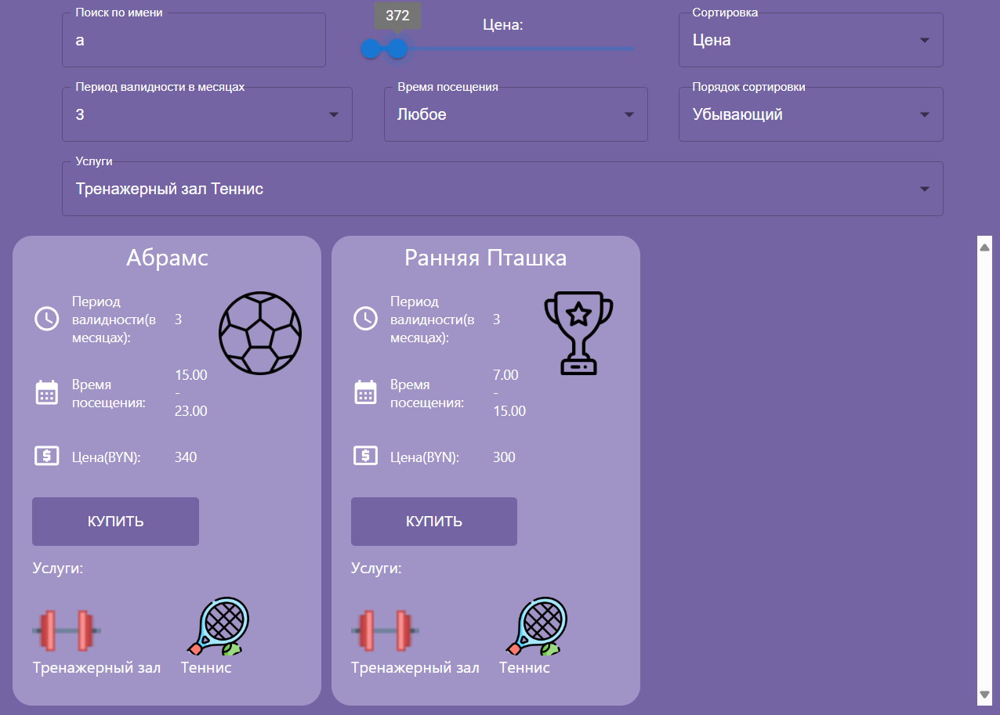 Поиск по имени
а
372
Цена:
Сортировка
Цена
Период валидности в месяцах
3
Время посещения
Любое
Порядок сортировки
Убывающий
Услуги
Тренажерный зал Теннис
Абрамс
Период
валидности(в
месяцах):
3
Время
посещения:
15.00
-
23.00
Цена(BYN):
340
КУПИТЬ
Услуги:
Тренажерный зал
Теннис
Ранняя Пташка
Период
валидности(в
месяцах):
3
Время
посещения:
7.00
-
15.00
Цена(BYN):
300
КУПИТЬ
Услуги:
Тренажерный зал
Теннис